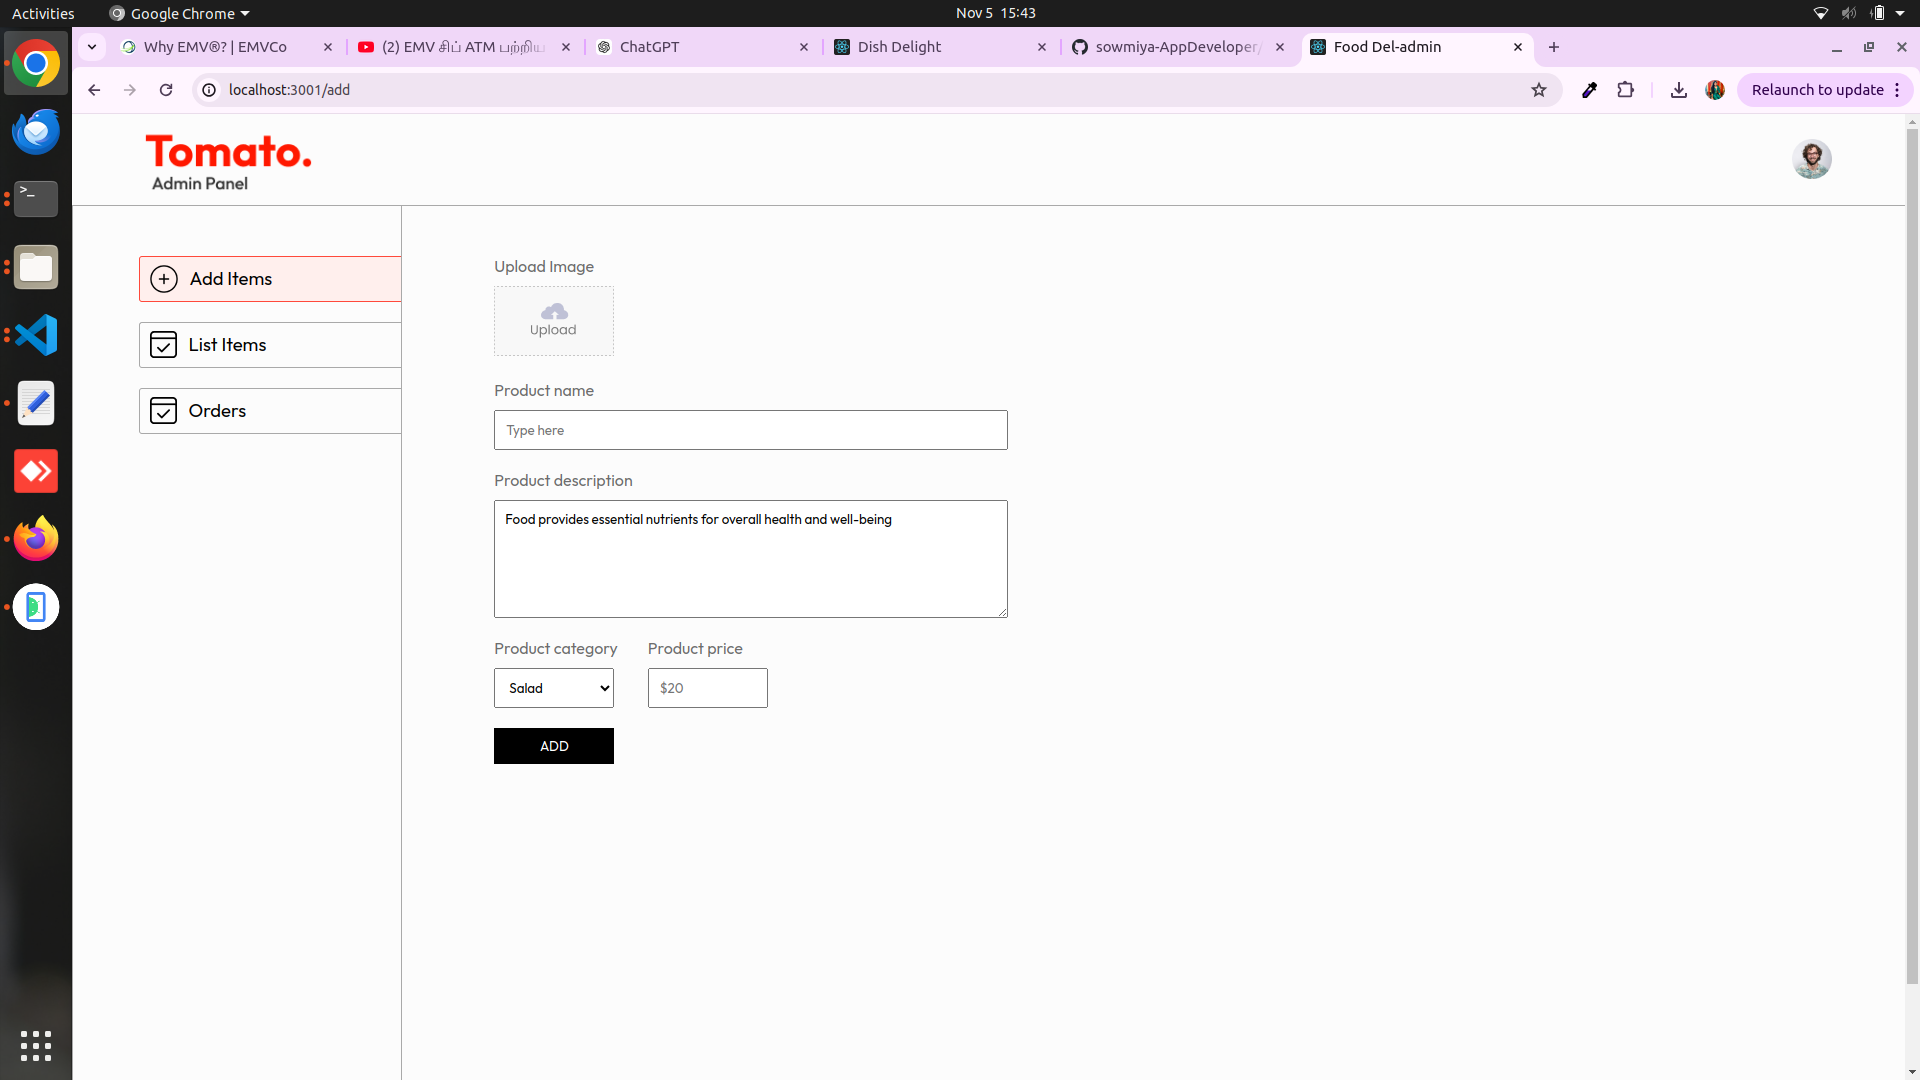 Activities
Google Chrome
Nov 5 15:43
Why EMV®? | EMVCo
(2) EMV சிப் ATM பற்றிய
ChatGPT
Dish Delight
sowmiya-AppDeveloper/
Food Del-admin
localhost:3001/add
Relaunch to update
Tomato.
Admin Panel
Add Items
List Items
Orders
Upload Image
Upload
Product name
Type here
Product description
Food provides essential nutrients for overall health and well-being
Product category
Product price
Salad
$20
ADD